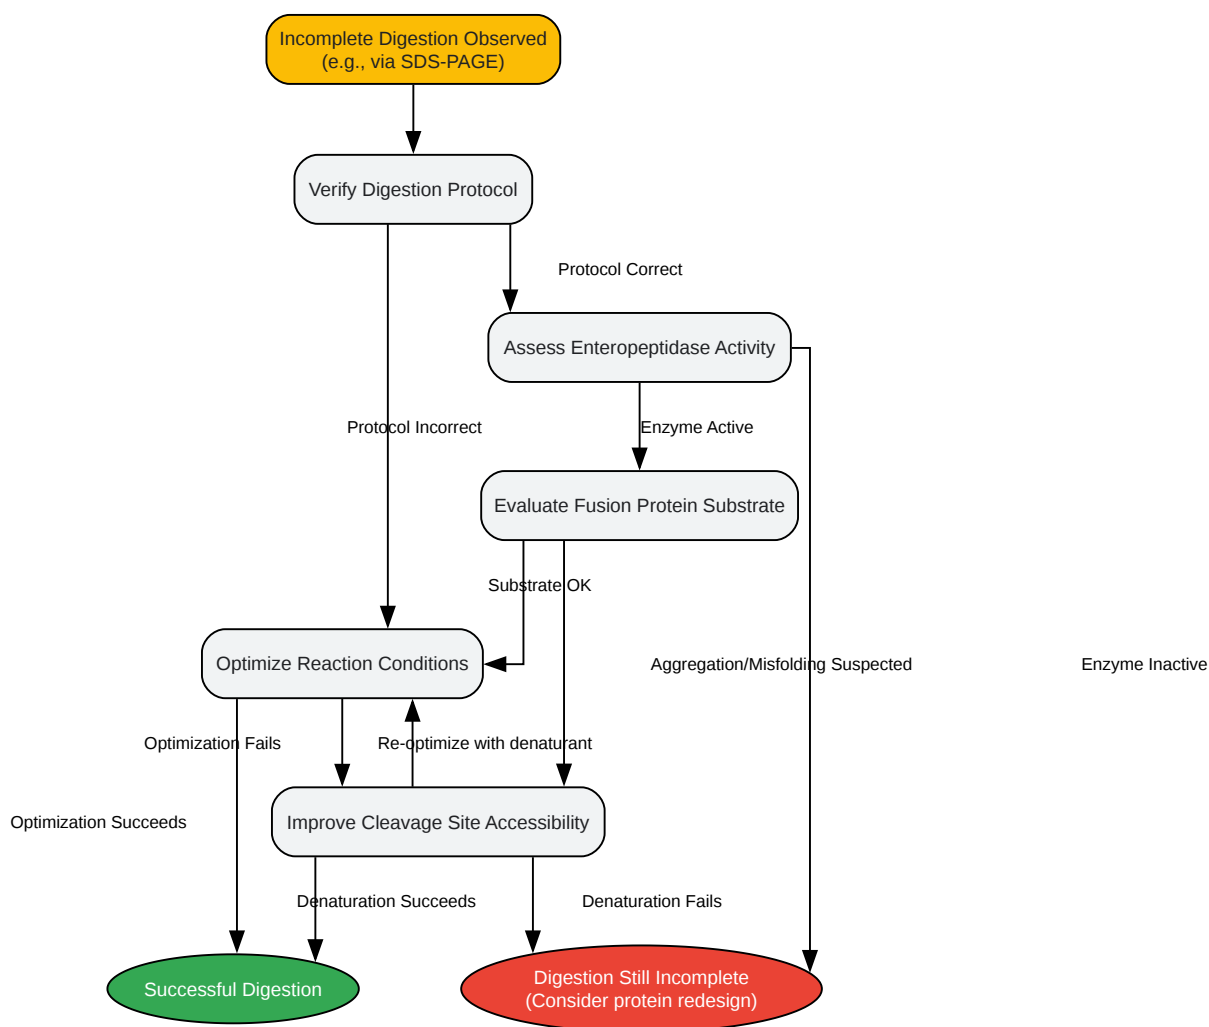 Incomplete Digestion Observed
(e.g., via SDS-PAGE)
Verify Digestion Protocol
Protocol Correct
Assess Enteropeptidase Activity
Protocol Incorrect
Enzyme Active
Evaluate Fusion Protein Substrate
Substrate OK
Optimize Reaction Conditions
Aggregation/Misfolding Suspected
Enzyme Inactive
Optimization Fails
Re-optimize with denaturant
Optimization Succeeds
Improve Cleavage Site Accessibility
Denaturation Succeeds
Denaturation Fails
Successful Digestion
Digestion Still Incomplete
(Consider protein redesign)